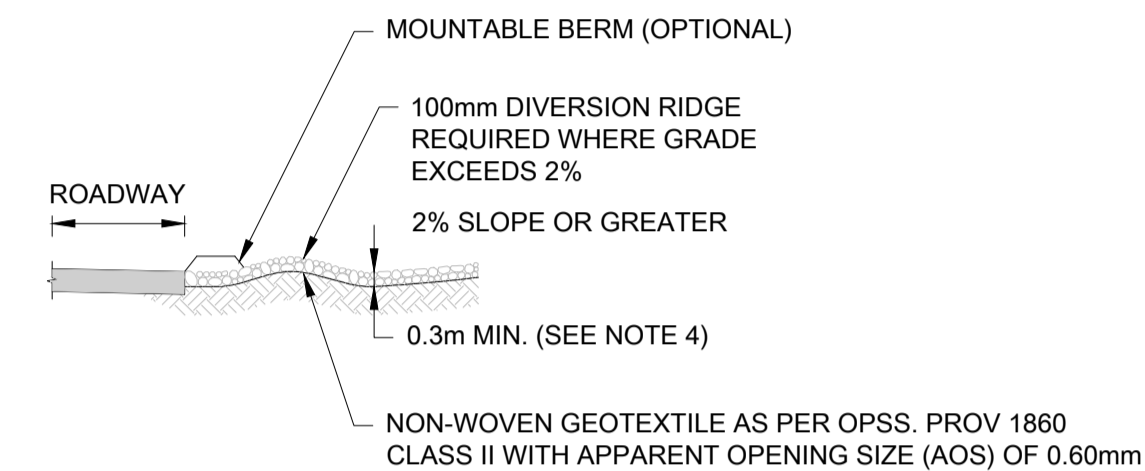 MOUNTABLE BERM (OPTIONAL)
100mm DIVERSION RIDGE
REQUIRED WHERE GRADE
EXCEEDS 2%
ROADWAY
2% SLOPE OR GREATER
0.3m MIN. (SEE NOTE 4)
NON-WOVEN GEOTEXTILE AS PER OPSS. PROV 1860
CLASS II WITH APPARENT OPENING SIZE (AOS) OF 0.60mm